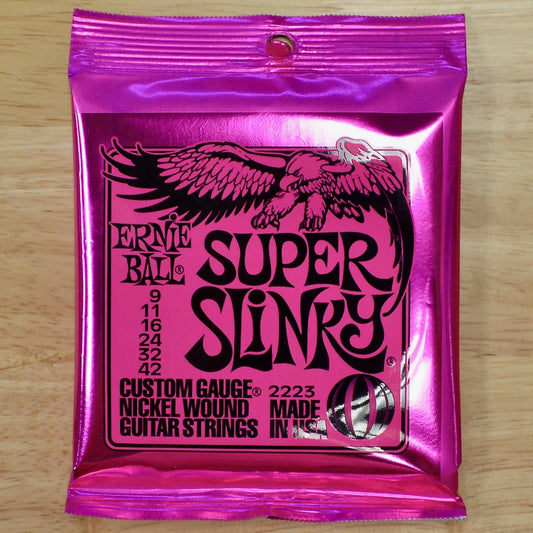 ERNIE
BALL®
SUPER
SLINKY®
9
11
16
24
32
42
CUSTOM GAUGE® 2223
NICKEL WOUND MADE
GUITAR STRINGS IN USA